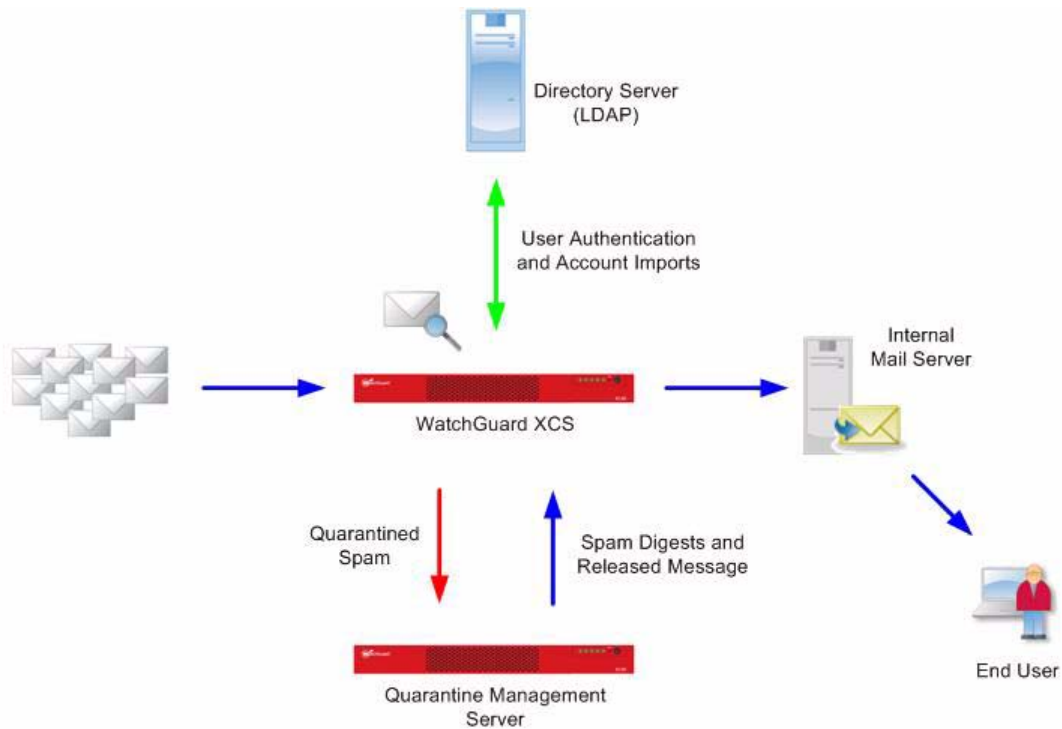 Directory Server
(LDAP)
User Authentication
and Account Imports
Internal
Mail Server
WatchGuard XCS
Quarantined
Spam
Spam Digests and
Released Message
End User
Quarantine Management
Server